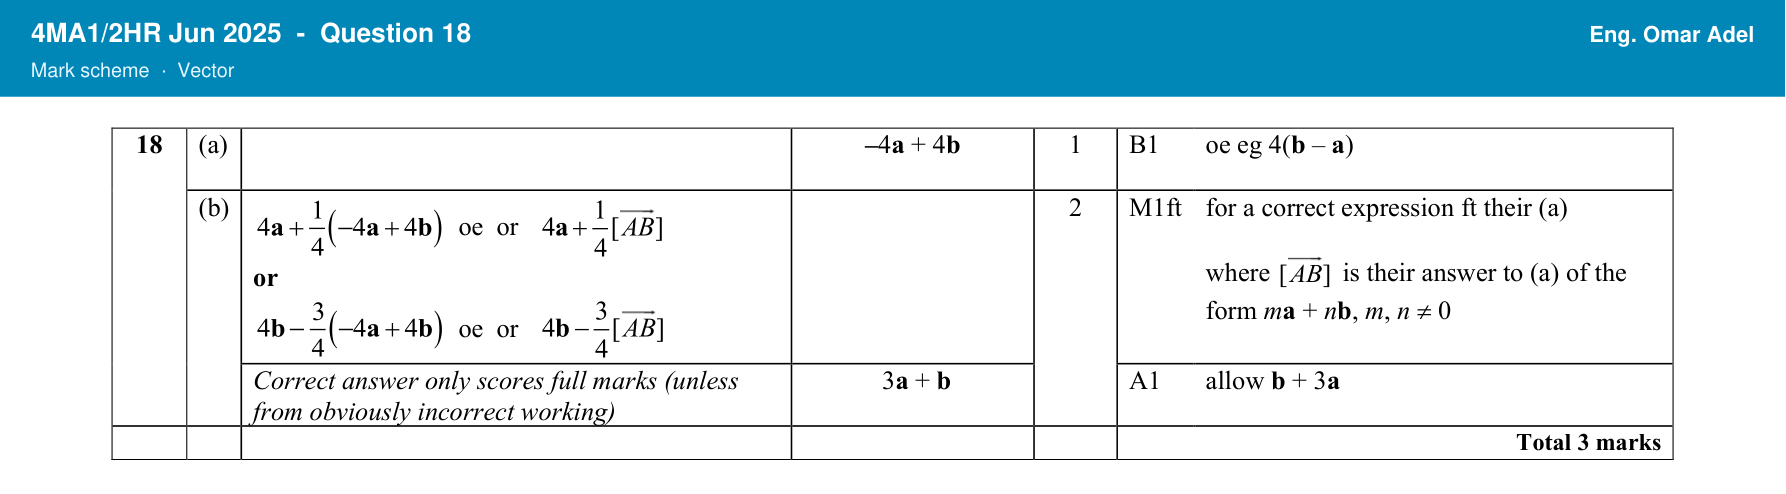 4MA1/2HR Jun 2025 - Question 18
Eng. Omar Adel
Mark scheme · Vector
18 (a) –4a + 4b 1 B1 oe eg 4(b – a)
(b) 4a + 1/4(–4a + 4b) oe or 4a + 1/4[AB→] 2 M1ft for a correct expression ft their (a)
or
where [AB→] is their answer to (a) of the
form ma + nb, m, n ≠ 0
4b – 3/4(–4a + 4b) oe or 4b – 3/4[AB→]
Correct answer only scores full marks (unless
from obviously incorrect working)
3a + b A1 allow b + 3a
Total 3 marks